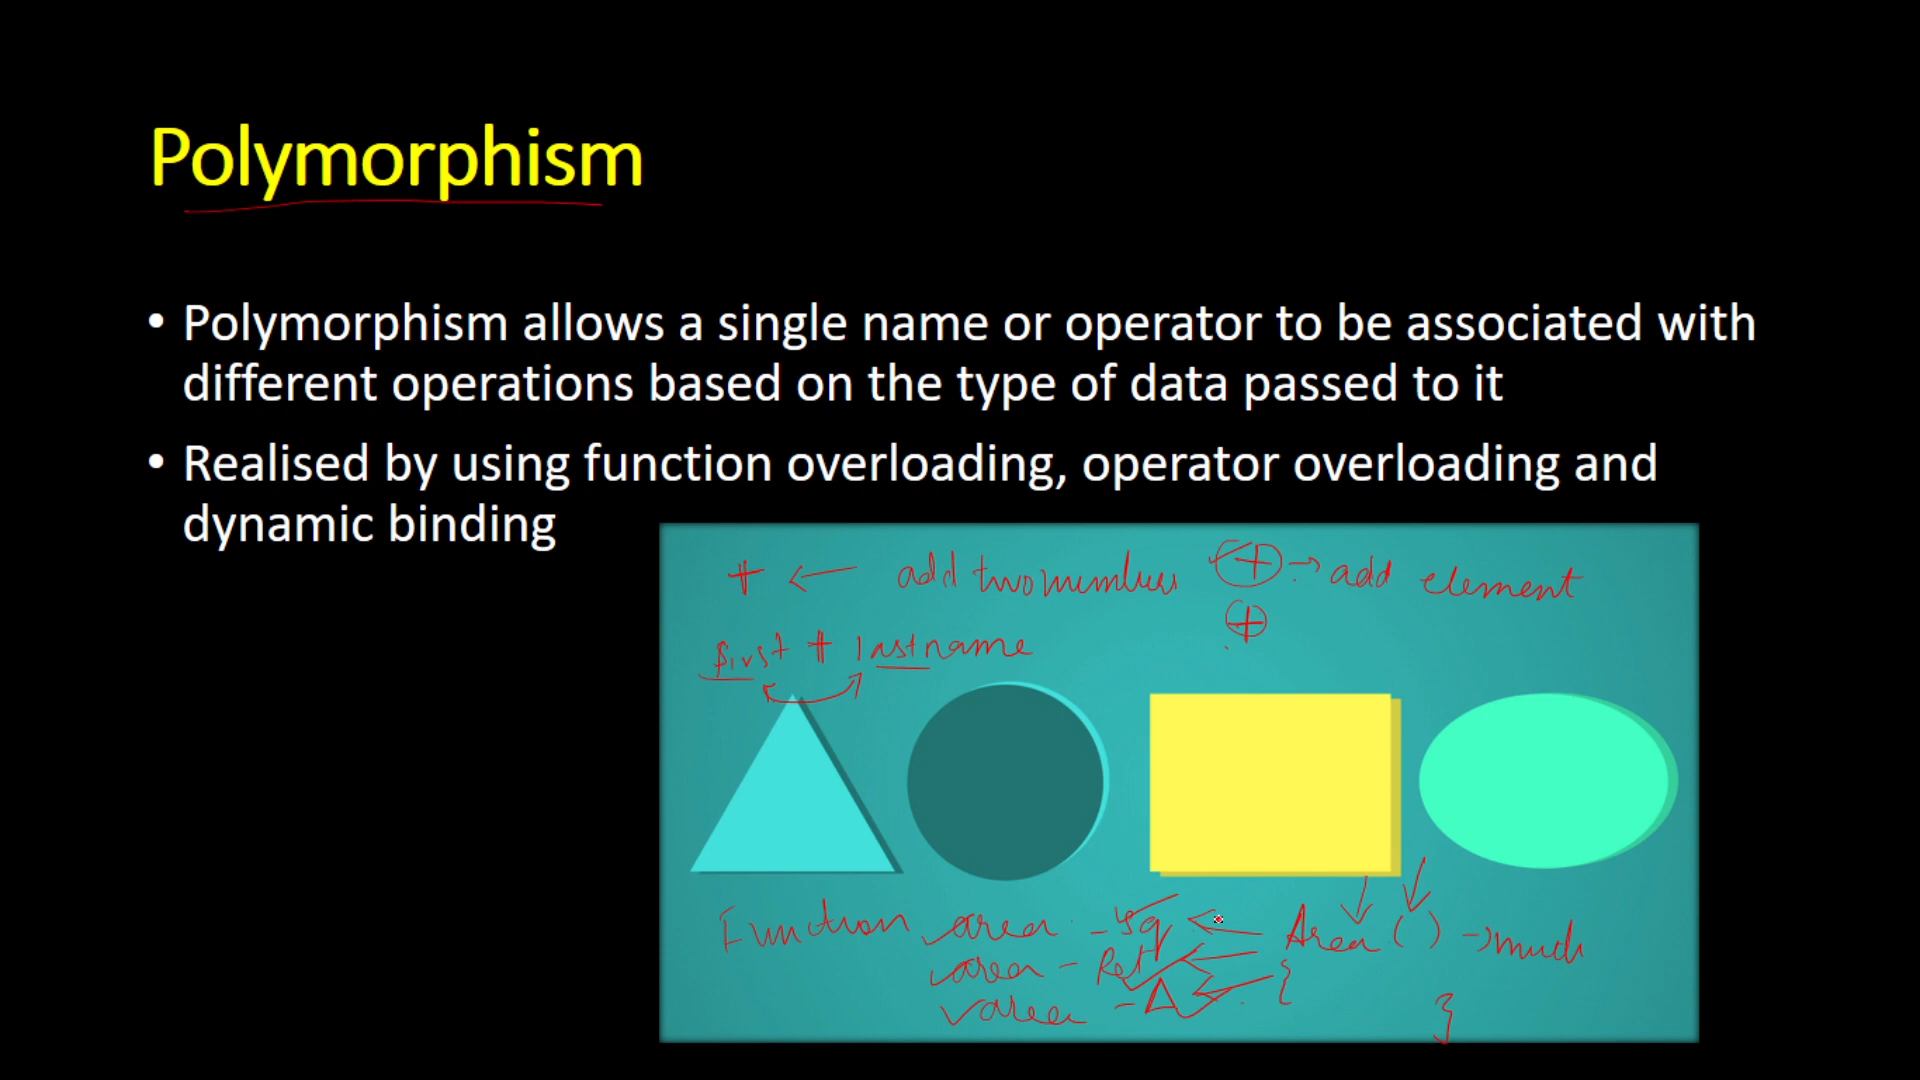 Polymorphism
• Polymorphism allows a single name or operator to be associated with
different operations based on the type of data passed to it
• Realised by using function overloading, operator overloading and
dynamic binding
+ ← add two numbers + → add element
+
first + lastname
Function area - Sq ← Area ( ) → much
area - Ret
area - Δ { }